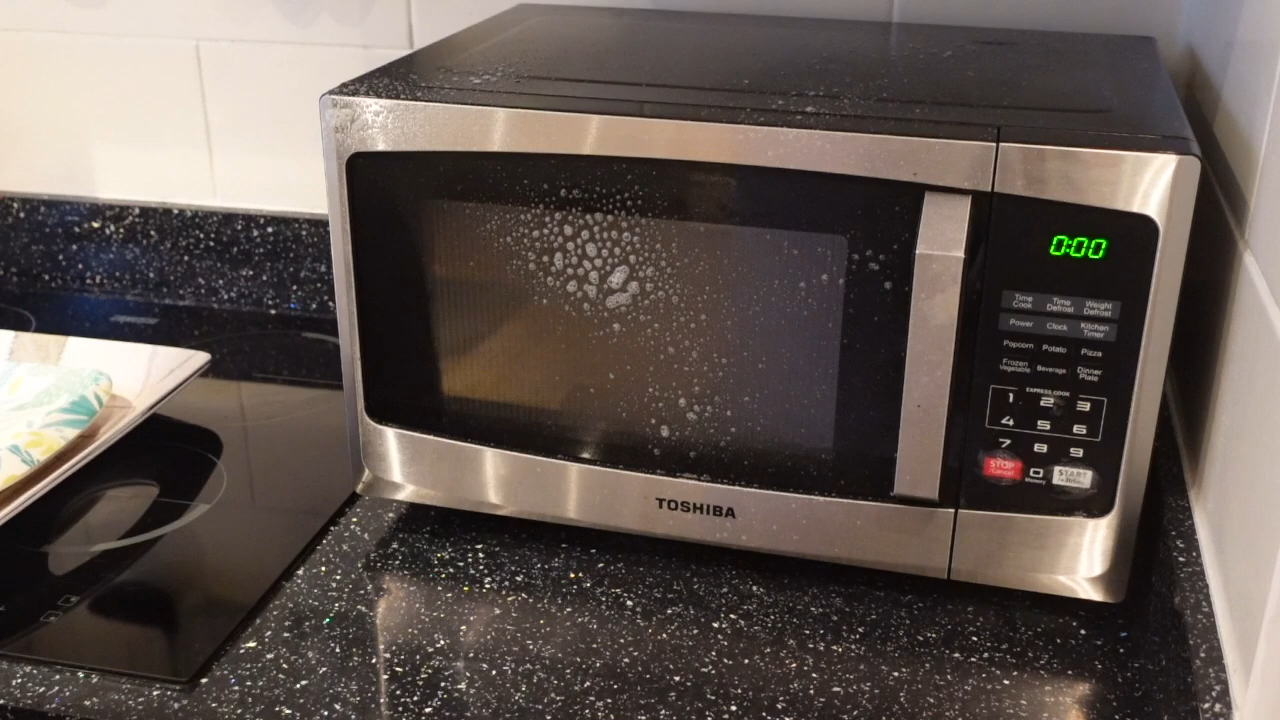 0:00
Time Cook
Time Defrost
Weight Defrost
Power
Clock
Kitchen Timer
Popcorn
Potato
Pizza
Frozen Vegetable
Beverage
Dinner Plate
EXPRESS COOK
1 2 3
4 5 6
7 8 9
STOP
Cancel
0
Memory
START
TOSHIBA